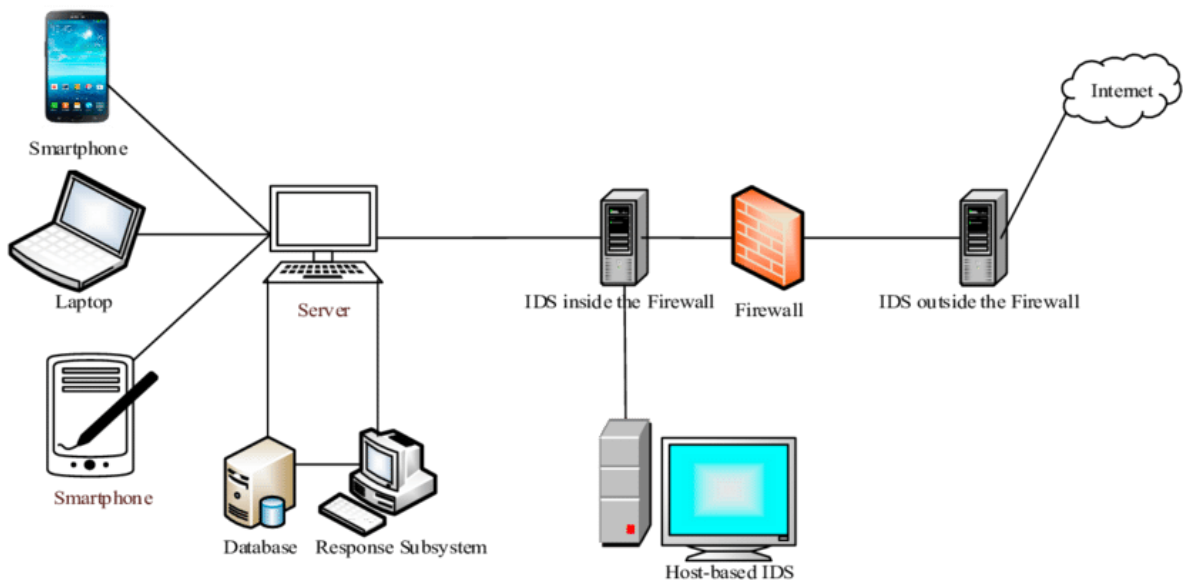 Internet
Smartphone
Laptop
Server
IDS inside the Firewall
Firewall
IDS outside the Firewall
Smartphone
Database
Response Subsystem
Host-based IDS